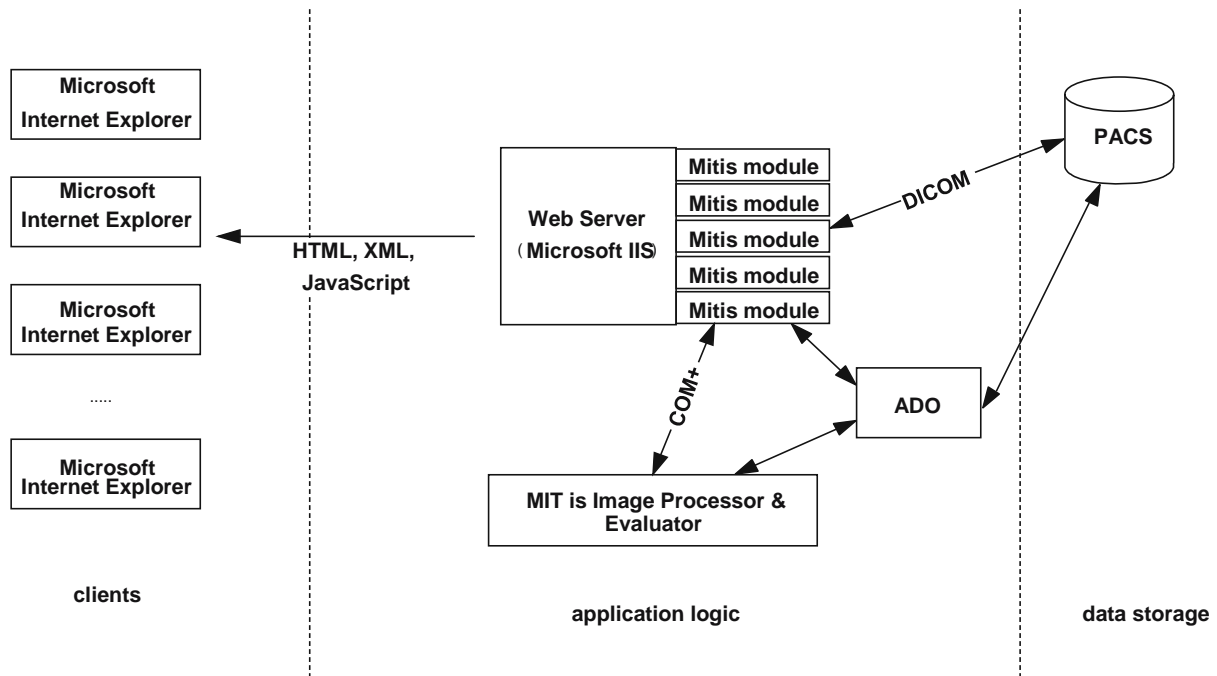 Microsoft
Internet Explorer
Microsoft
Internet Explorer
Microsoft
Internet Explorer
.....
Microsoft
Internet Explorer
clients
HTML, XML,
JavaScript
Web Server
(Microsoft IIS)
Mitis module
Mitis module
Mitis module
Mitis module
Mitis module
DICOM
COM+
ADO
MIT is Image Processor &
Evaluator
application logic
PACS
data storage